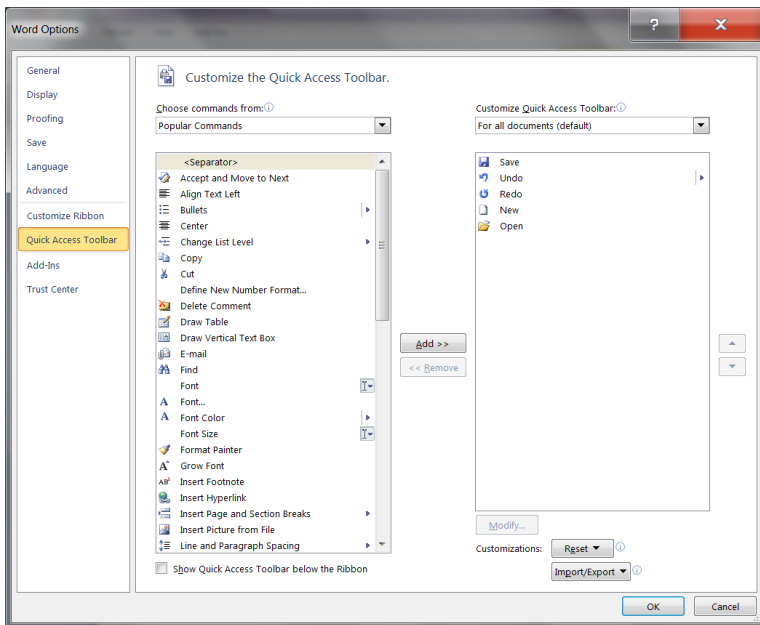 Word Options
General
Display
Proofing
Save
Language
Advanced
Customize Ribbon
Quick Access Toolbar
Add-Ins
Trust Center
Customize the Quick Access Toolbar.
Choose commands from:
Popular Commands
<Separator>
Accept and Move to Next
Align Text Left
Bullets
Center
Change List Level
Copy
Cut
Define New Number Format...
Delete Comment
Draw Table
Draw Vertical Text Box
E-mail
Find
Font
Font...
Font Color
Font Size
Format Painter
Grow Font
Insert Footnote
Insert Hyperlink
Insert Page and Section Breaks
Insert Picture from File
Line and Paragraph Spacing
Show Quick Access Toolbar below the Ribbon
Add >>
<< Remove
Customize Quick Access Toolbar:
For all documents (default)
Save
Undo
Redo
New
Open
Modify...
Customizations: Reset
Import/Export
OK Cancel